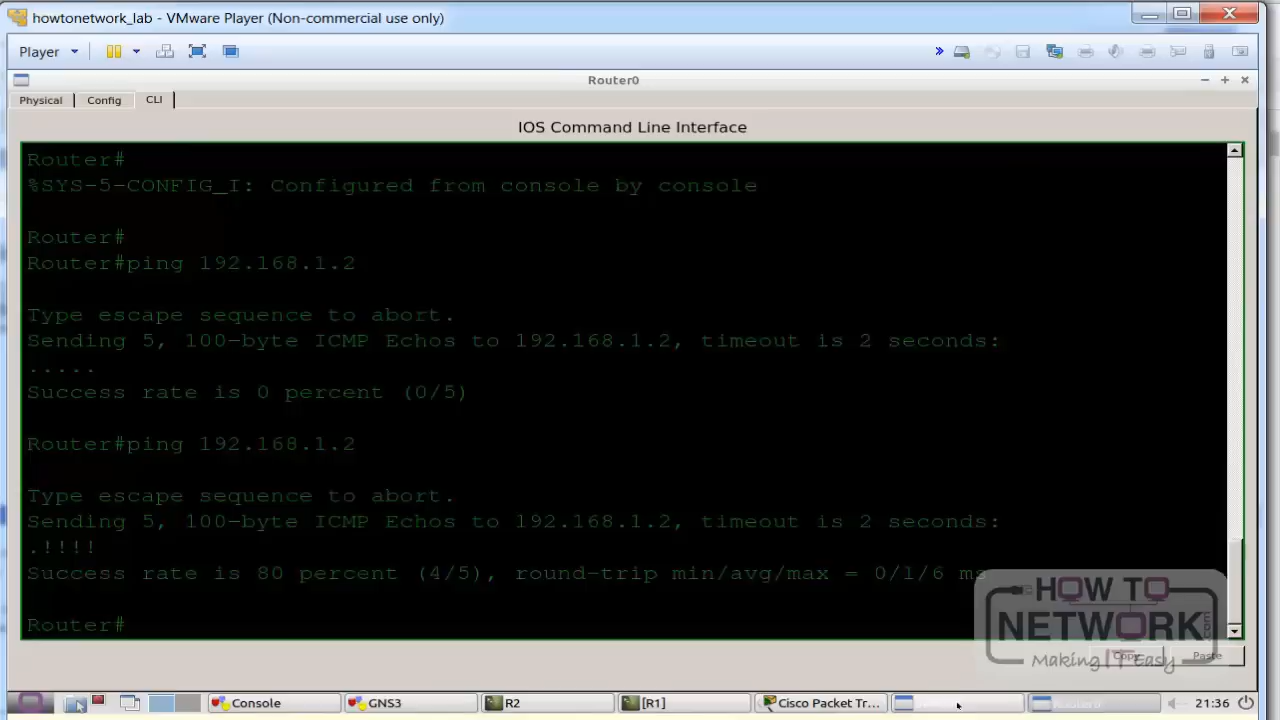 howtonetwork_lab - VMware Player (Non-commercial use only)
Player
Router0
Physical Config CLI
IOS Command Line Interface
Router#
%SYS-5-CONFIG_I: Configured from console by console
Router#
Router#ping 192.168.1.2
Type escape sequence to abort.
Sending 5, 100-byte ICMP Echos to 192.168.1.2, timeout is 2 seconds:
.....
Success rate is 0 percent (0/5)
Router#ping 192.168.1.2
Type escape sequence to abort.
Sending 5, 100-byte ICMP Echos to 192.168.1.2, timeout is 2 seconds:
.!!!!
Success rate is 80 percent (4/5), round-trip min/avg/max = 0/1/6 ms
Router#
HOW TO
NETWORK.com
Making IT Easy
Copy Paste
Console GNS3 R2 [R1] Cisco Packet Tr... Router0 21:36